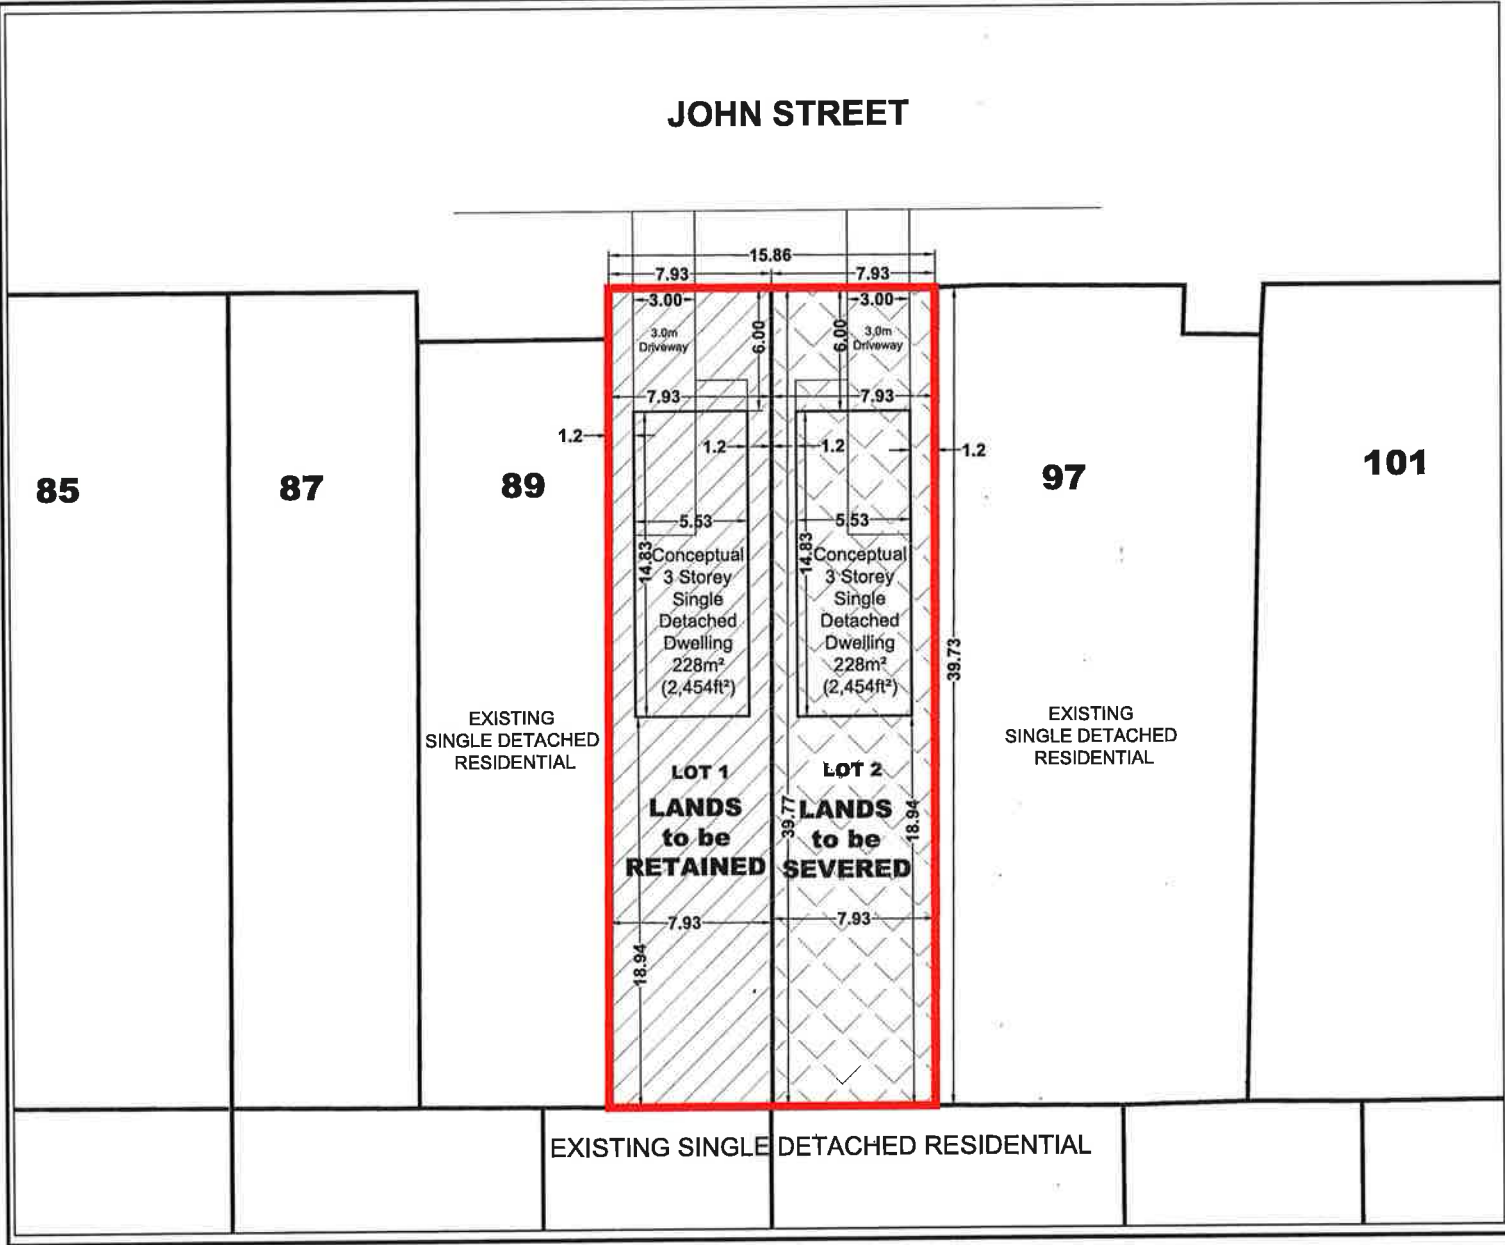 JOHN STREET
15.86
7.93 7.93
3.00 3.00
3.0m
Driveway
6.00
6.00
3.0m
Driveway
7.93 7.93
1.2
1.2 1.2
1.2
85
87
89
97
101
5.53 5.53
14.83
Conceptual
3 Storey
Single
Detached
Dwelling
228m²
(2,454ft²)
14.83
Conceptual
3 Storey
Single
Detached
Dwelling
228m²
(2,454ft²)
39.73
EXISTING
SINGLE DETACHED
RESIDENTIAL
EXISTING
SINGLE DETACHED
RESIDENTIAL
LOT 1
LANDS
to be
RETAINED
39.77
LOT 2
LANDS
to be
SEVERED
18.94
7.93 7.93
18.94
EXISTING SINGLE DETACHED RESIDENTIAL